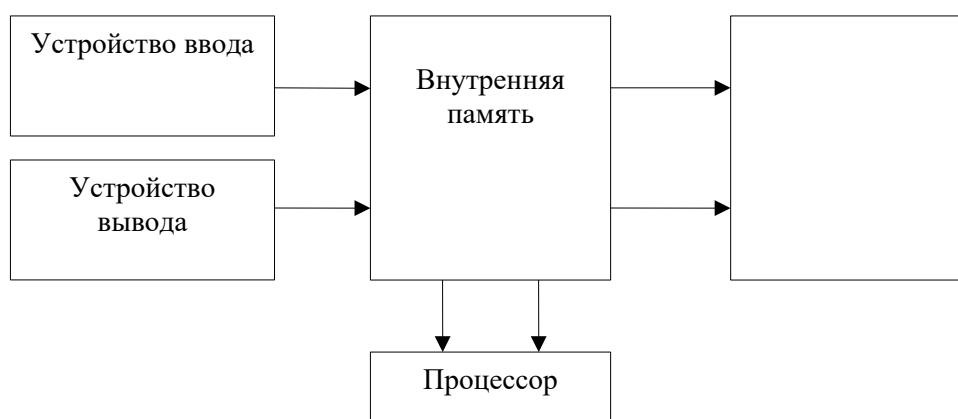 Устройство ввода
Внутренняя
память
Устройство
вывода
Процессор